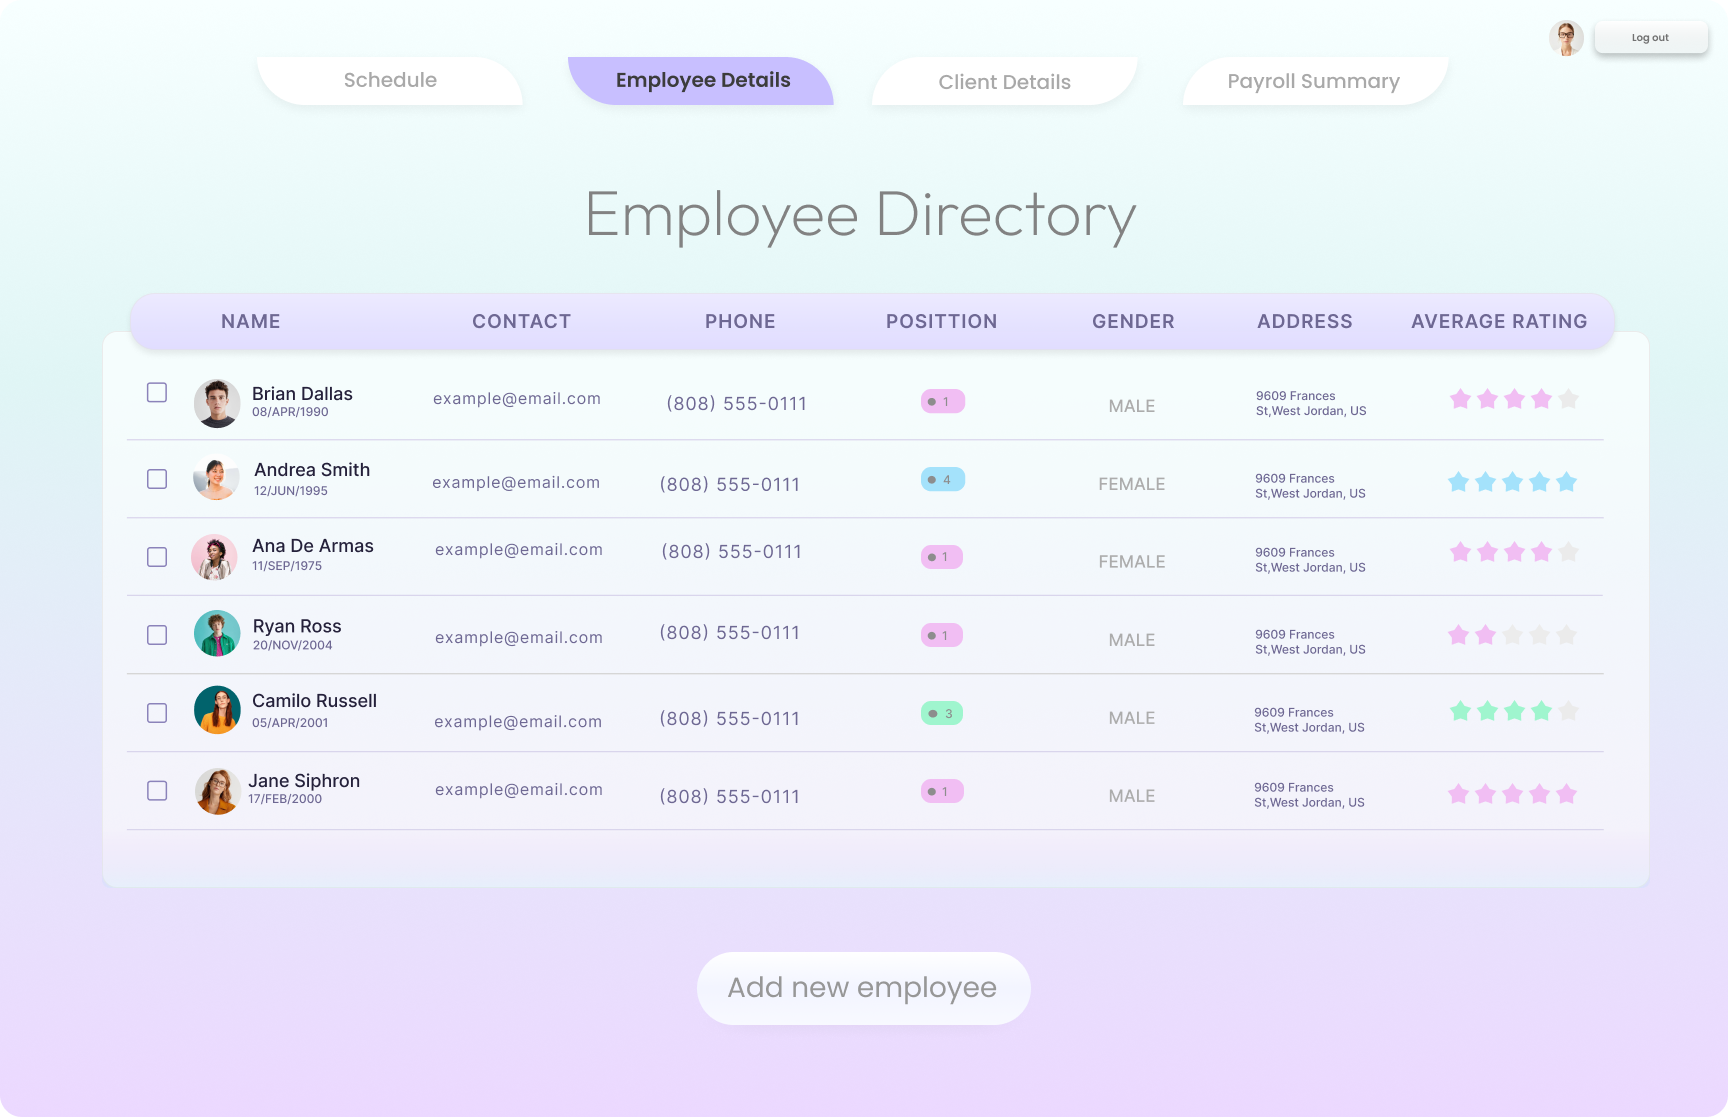 Log out
Schedule
Employee Details
Client Details
Payroll Summary
Employee Directory
NAME
CONTACT
PHONE
POSITTION
GENDER
ADDRESS
AVERAGE RATING
Brian Dallas
08/APR/1990
example@email.com
(808) 555-0111
1
MALE
9609 Frances
St,West Jordan, US
Andrea Smith
12/JUN/1995
example@email.com
(808) 555-0111
4
FEMALE
9609 Frances
St,West Jordan, US
Ana De Armas
11/SEP/1975
example@email.com
(808) 555-0111
1
FEMALE
9609 Frances
St,West Jordan, US
Ryan Ross
20/NOV/2004
example@email.com
(808) 555-0111
1
MALE
9609 Frances
St,West Jordan, US
Camilo Russell
05/APR/2001
example@email.com
(808) 555-0111
3
MALE
9609 Frances
St,West Jordan, US
Jane Siphron
17/FEB/2000
example@email.com
(808) 555-0111
1
MALE
9609 Frances
St,West Jordan, US
Add new employee